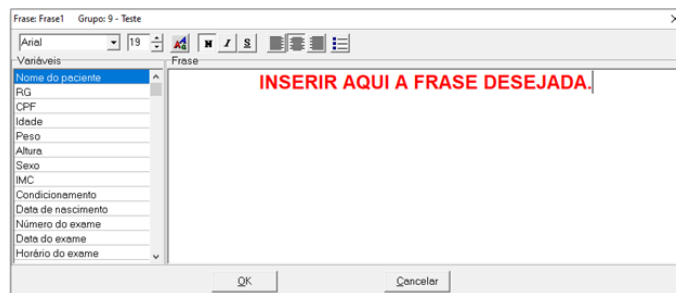 Frase: Frase1 Grupo: 9 - Teste
Arial 19 N I S
Variáveis Frase
Nome do paciente
RG
CPF
Idade
Peso
Altura
Sexo
IMC
Condicionamento
Data de nascimento
Número do exame
Data do exame
Horário do exame
INSERIR AQUI A FRASE DESEJADA.
OK Cancelar